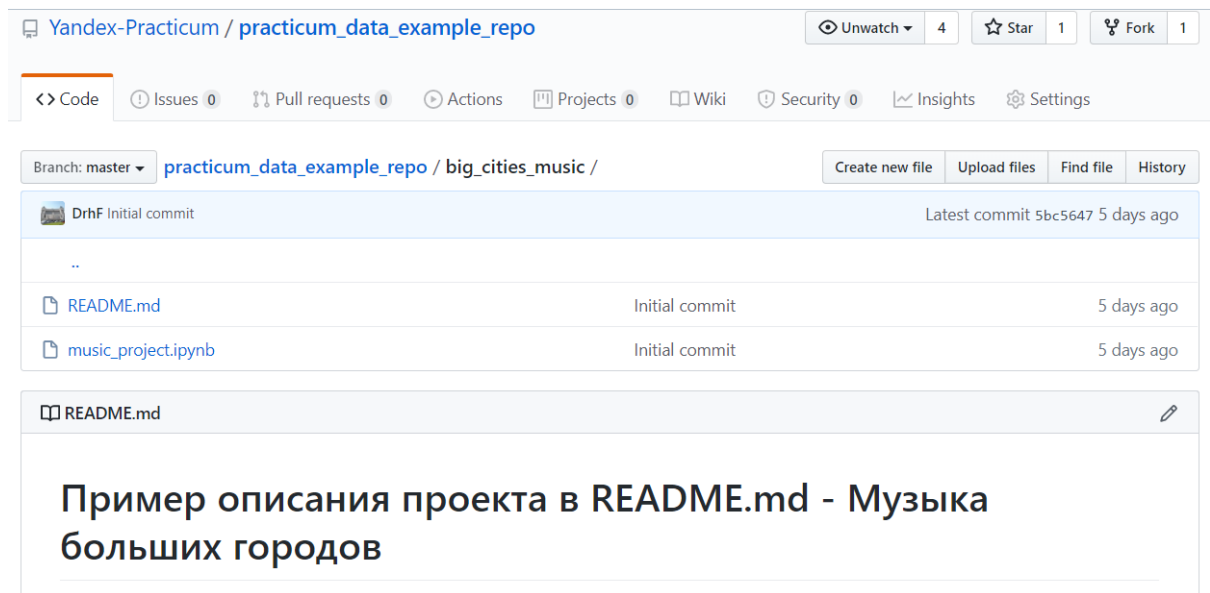 Yandex-Practicum / practicum_data_example_repo Unwatch 4 Star 1 Fork 1
Code Issues 0 Pull requests 0 Actions Projects 0 Wiki Security 0 Insights Settings
Branch: master practicum_data_example_repo / big_cities_music / Create new file Upload files Find file History
DrhF Initial commit Latest commit 5bc5647 5 days ago
..
README.md Initial commit 5 days ago
music_project.ipynb Initial commit 5 days ago
README.md
Пример описания проекта в README.md - Музыка
больших городов